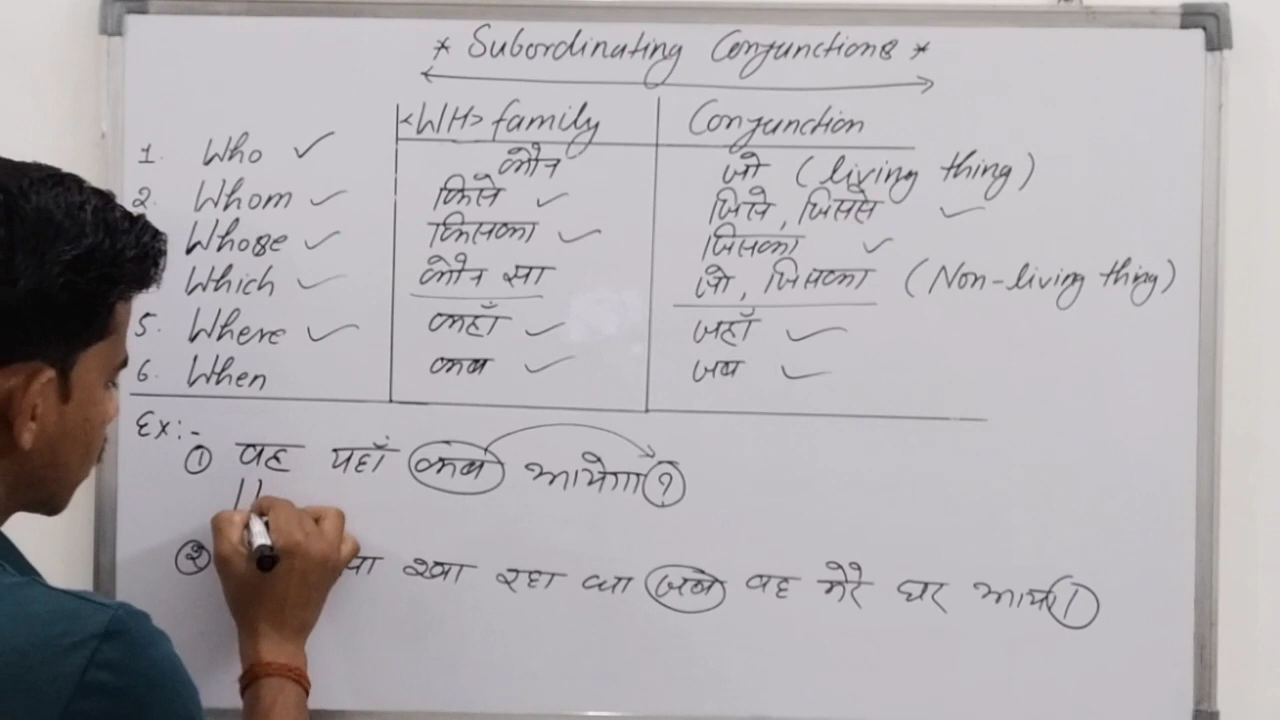 * Subordinating Conjunctions *
<WH> family Conjunction
1. Who ✓ कौन जो (living thing)
2. Whom ✓ किसे ✓ जिसे, जिससे ✓
Whose ✓ किसका ✓ जिसका ✓
Which ✓ कौन सा जो, जिसका (Non-living thing)
5. Where ✓ कहाँ ✓ जहाँ ✓
6. When कब ✓ जब ✓
Ex:-
① वह यहाँ कब आयेगा ?
② खा रहा था जब वह मेरे घर आया ।